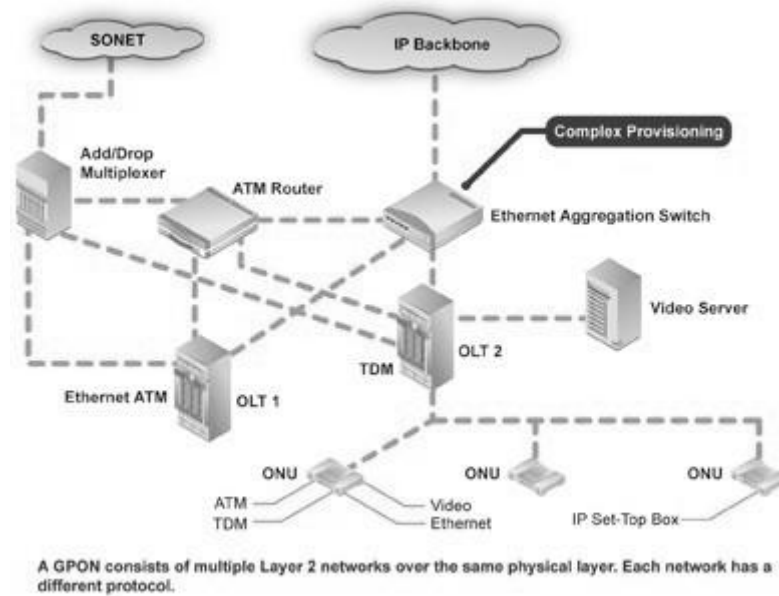 SONET
IP Backbone
Complex Provisioning
Add/Drop
Multiplexer
ATM Router
Ethernet Aggregation Switch
Video Server
OLT 2
TDM
Ethernet ATM
OLT 1
ONU
ONU
ONU
ATM
Video
TDM
Ethernet
IP Set-Top Box
A GPON consists of multiple Layer 2 networks over the same physical layer. Each network has a
different protocol.